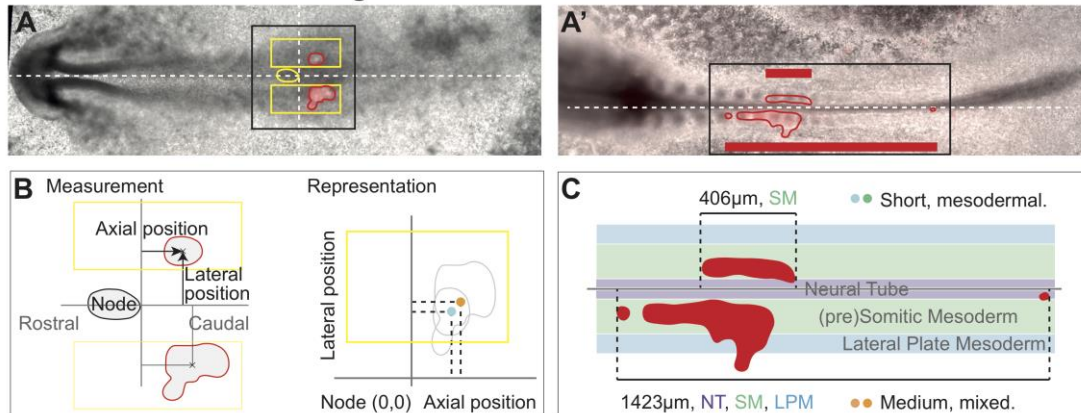 A
A'
B
Measurement
Representation
Axial position
Lateral
position
Node
Rostral
Caudal
Lateral position
Node (0,0)
Axial position
C
406µm, SM
Short, mesodermal.
Neural Tube
(pre)Somitic Mesoderm
Lateral Plate Mesoderm
1423µm, NT, SM, LPM
Medium, mixed.